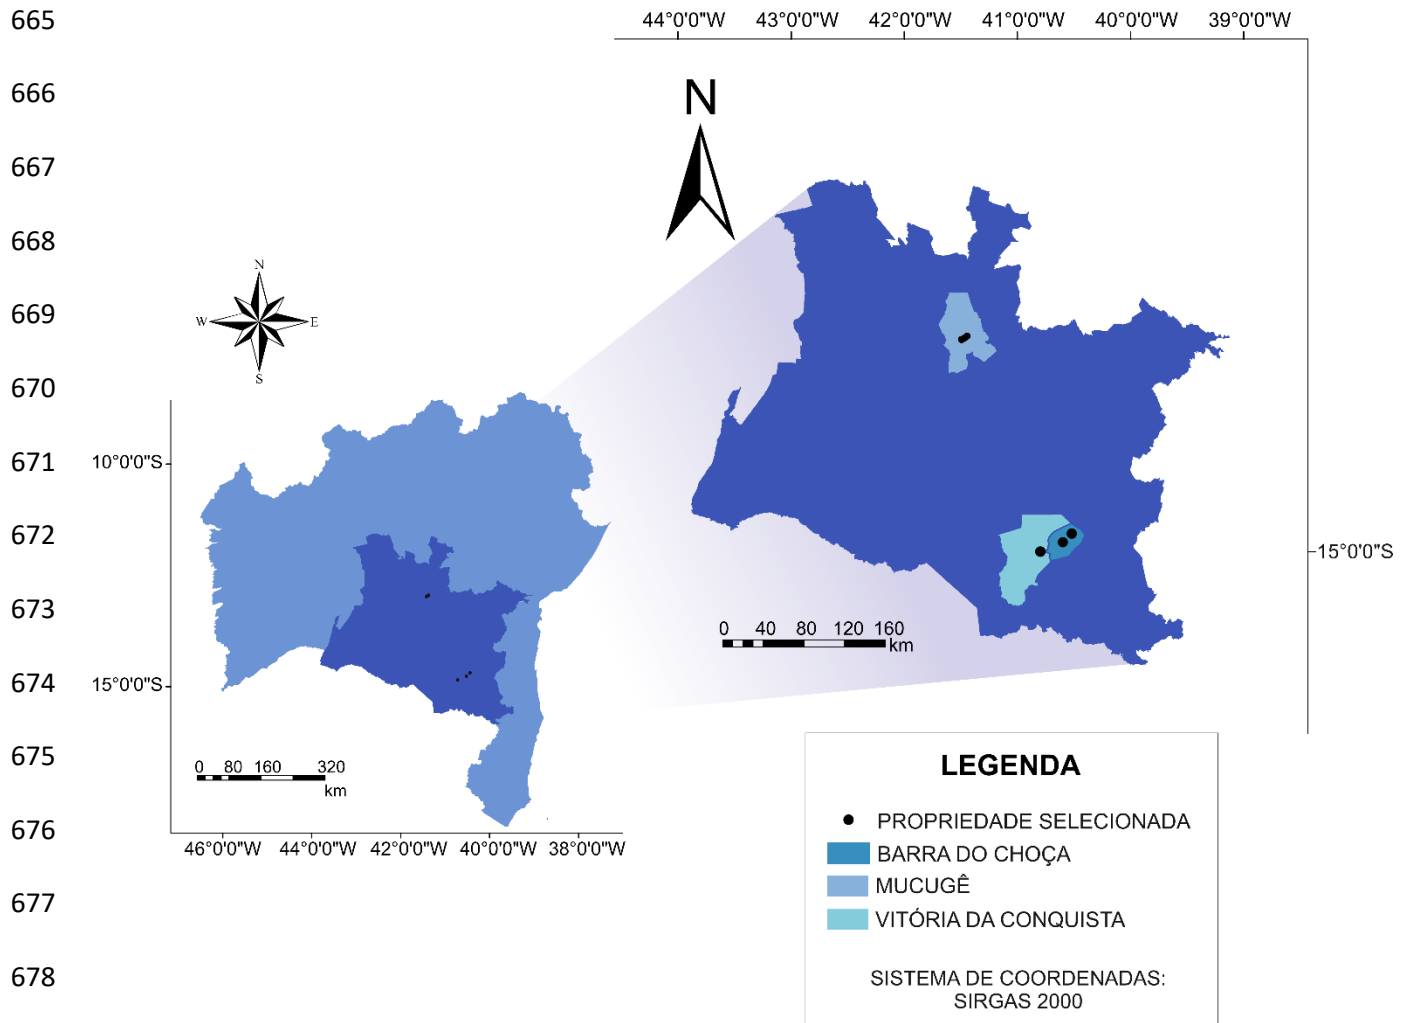 665
44°0'0"W 43°0'0"W 42°0'0"W 41°0'0"W 40°0'0"W 39°0'0"W
666
N
667
668
N
669
W E
S
670
671
10°0'0"S
672
15°0'0"S
673
0 40 80 120 160
km
674
15°0'0"S
675
0 80 160 320
km
LEGENDA
676
PROPRIEDADE SELECIONADA
46°0'0"W 44°0'0"W 42°0'0"W 40°0'0"W 38°0'0"W
BARRA DO CHOÇA
677
MUCUGÊ
VITÓRIA DA CONQUISTA
678
SISTEMA DE COORDENADAS:
SIRGAS 2000